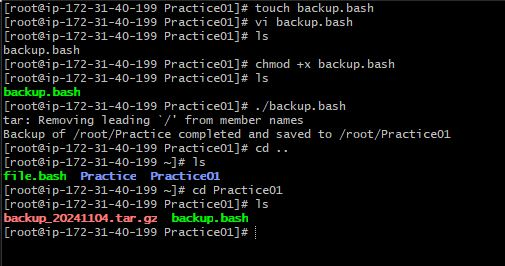 [root@ip-172-31-40-199 Practice01]# touch backup.bash
[root@ip-172-31-40-199 Practice01]# vi backup.bash
[root@ip-172-31-40-199 Practice01]# ls
backup.bash
[root@ip-172-31-40-199 Practice01]# chmod +x backup.bash
[root@ip-172-31-40-199 Practice01]# ls
backup.bash
[root@ip-172-31-40-199 Practice01]# ./backup.bash
tar: Removing leading `/' from member names
Backup of /root/Practice completed and saved to /root/Practice01
[root@ip-172-31-40-199 Practice01]# cd ..
[root@ip-172-31-40-199 ~]# ls
file.bash  Practice  Practice01
[root@ip-172-31-40-199 ~]# cd Practice01
[root@ip-172-31-40-199 Practice01]# ls
backup_20241104.tar.gz  backup.bash
[root@ip-172-31-40-199 Practice01]#